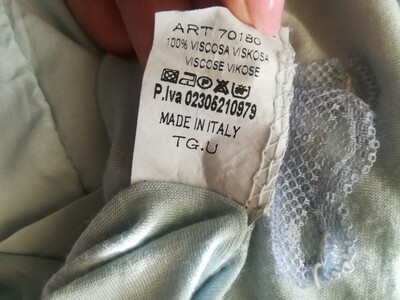 ART 70180
100% VISCOSA VISKOSA
VISCOSE VIKOSE
P.Iva 02305210979
MADE IN ITALY
TG.U